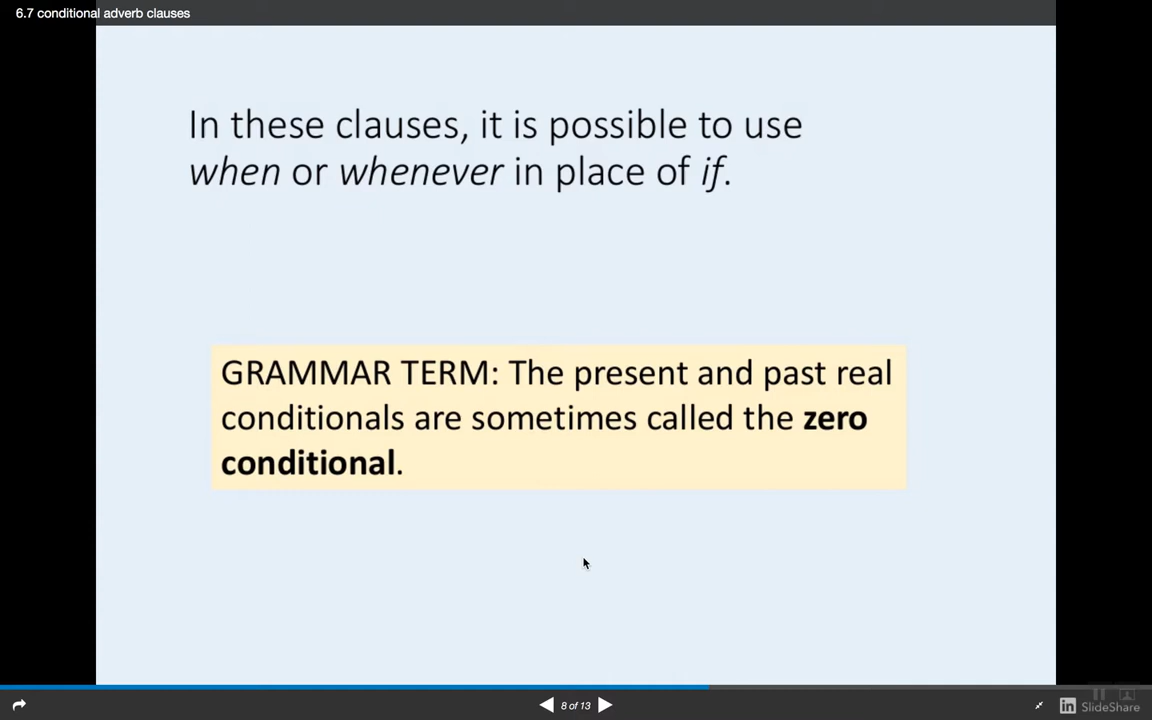 6.7 conditional adverb clauses
In these clauses, it is possible to use
when or whenever in place of if.
GRAMMAR TERM: The present and past real
conditionals are sometimes called the zero
conditional.
8 of 13
in SlideShare